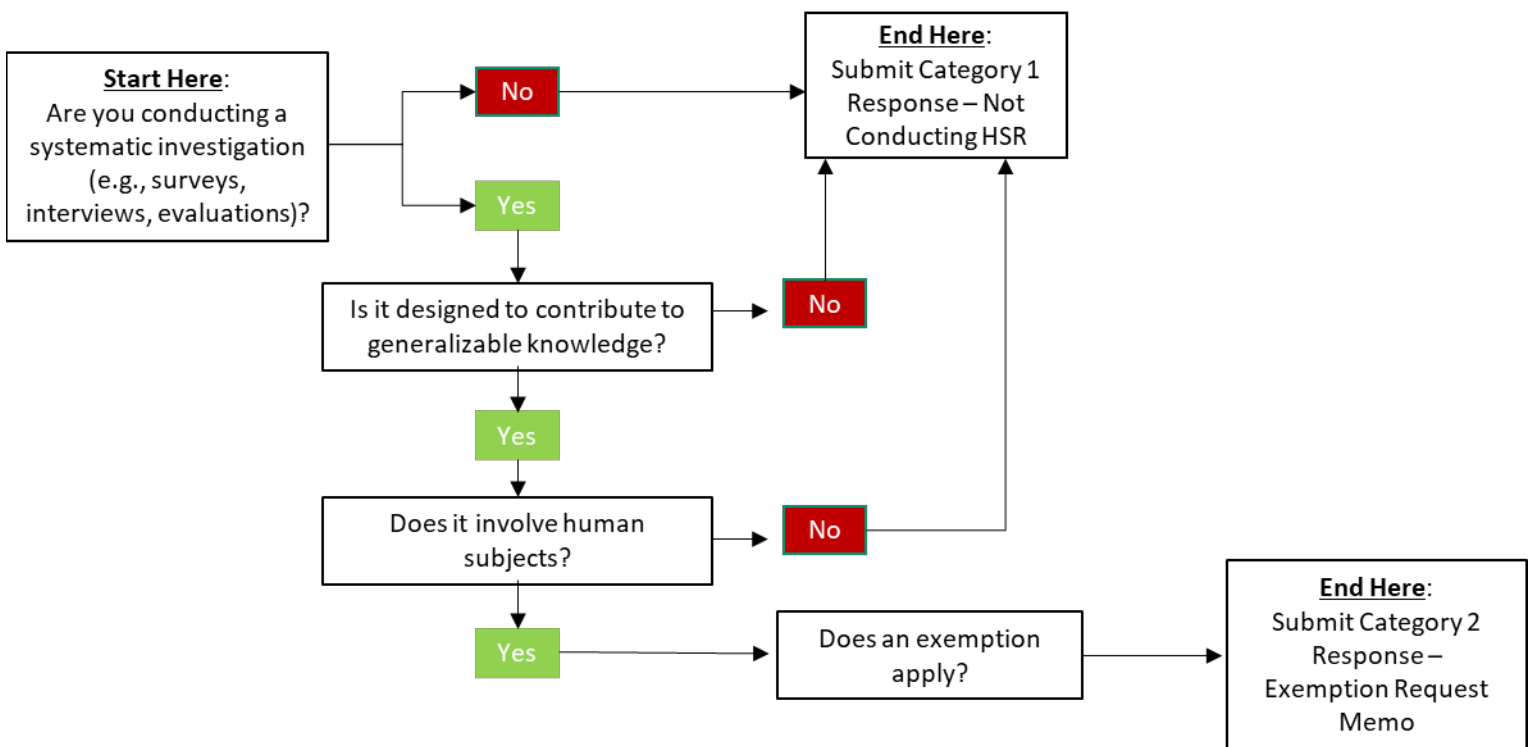 Start Here:
Are you conducting a
systematic investigation
(e.g., surveys,
interviews, evaluations)?
No
End Here:
Submit Category 1
Response – Not
Conducting HSR
Yes
Is it designed to contribute to
generalizable knowledge?
No
Yes
Does it involve human
subjects?
No
Yes
Does an exemption
apply?
End Here:
Submit Category 2
Response –
Exemption Request
Memo